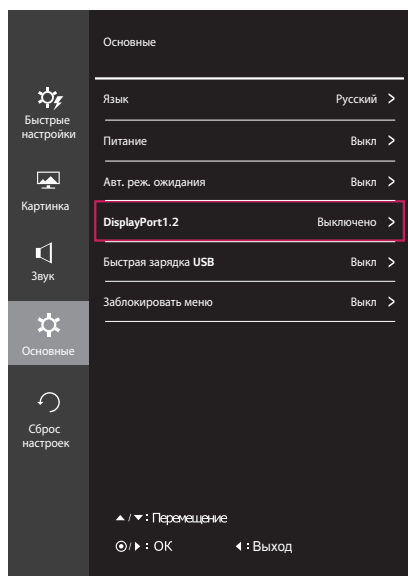 Основные
Быстрые
настройки
Картинка
Звук
Основные
Сброс
настроек
Язык Русский >
Питание Выкл >
Авт. реж. ожидания Выкл >
DisplayPort1.2 Выключено >
Быстрая зарядка USB Выкл >
Заблокировать меню Выкл >
▲ / ▼ : Перемещение
◉/▶ : OK ◀ : Выход